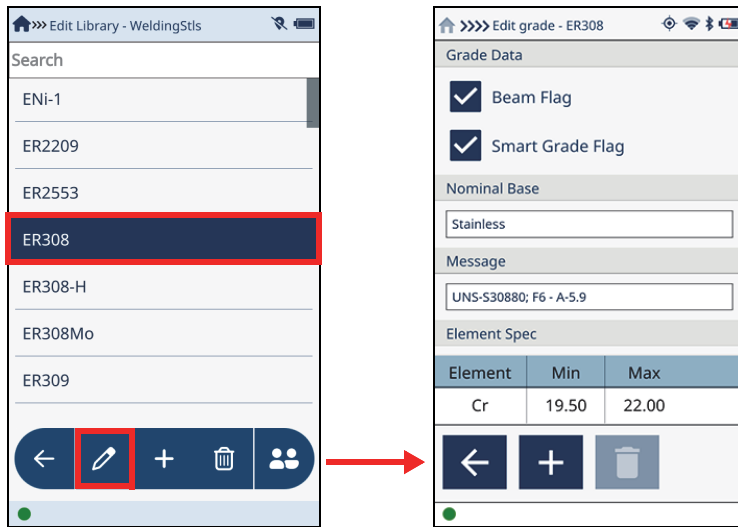 >>> Edit Library - WeldingStls
Search
ENi-1
ER2209
ER2553
ER308
ER308-H
ER308Mo
ER309
>>>> Edit grade - ER308
Grade Data
Beam Flag
Smart Grade Flag
Nominal Base
Stainless
Message
UNS-S30880; F6 - A-5.9
Element Spec
Element Min Max
Cr 19.50 22.00